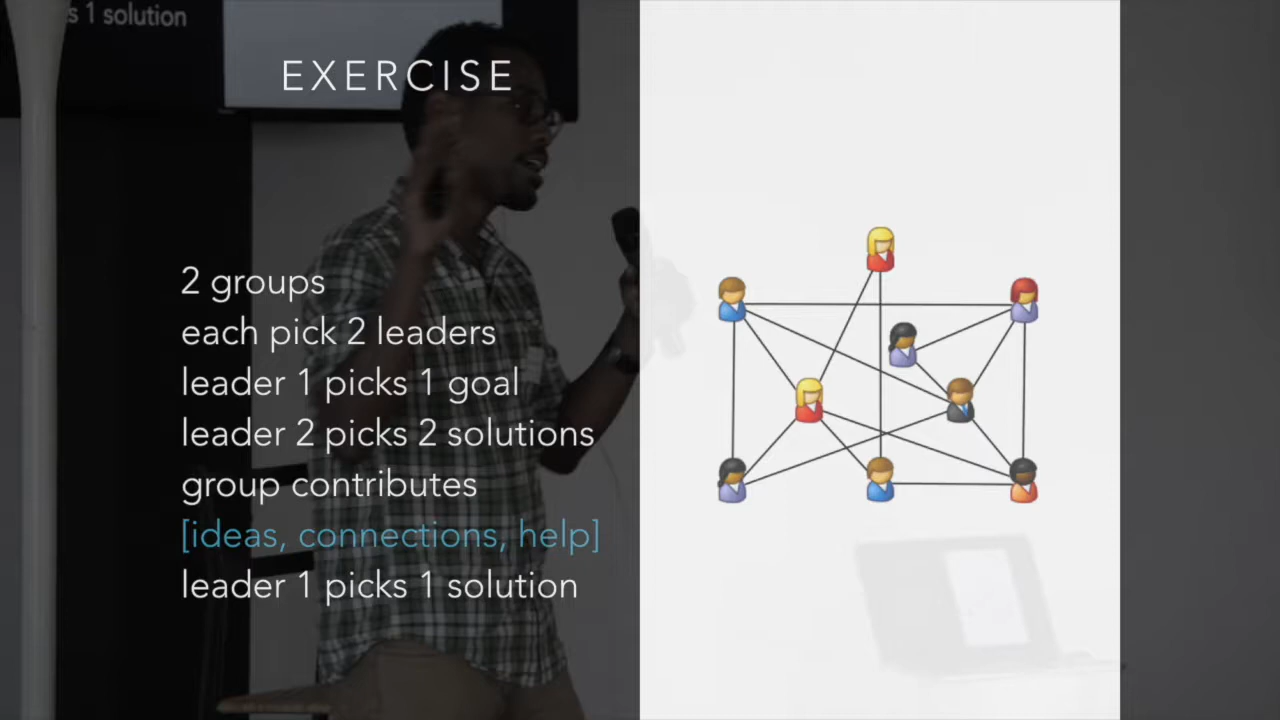 s 1 solution
EXERCISE
2 groups
each pick 2 leaders
leader 1 picks 1 goal
leader 2 picks 2 solutions
group contributes
[ideas, connections, help]
leader 1 picks 1 solution